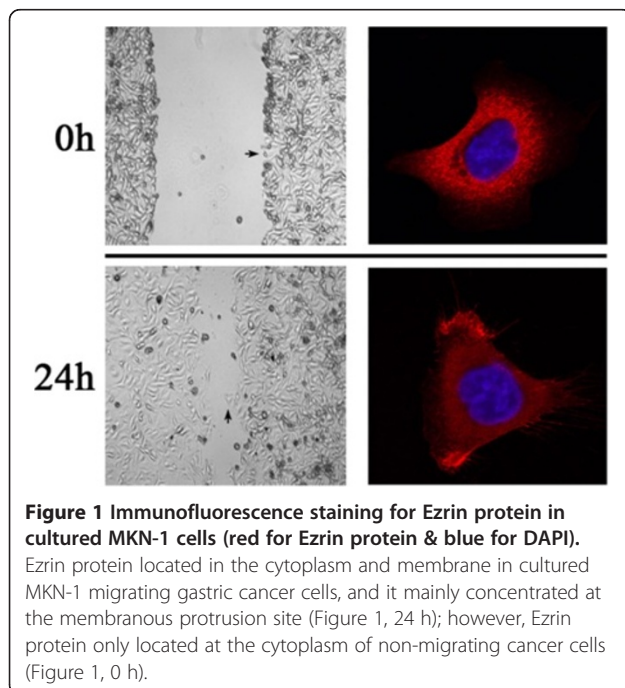 0h
24h
Figure 1 Immunofluorescence staining for Ezrin protein in
cultured MKN-1 cells (red for Ezrin protein & blue for DAPI).
Ezrin protein located in the cytoplasm and membrane in cultured
MKN-1 migrating gastric cancer cells, and it mainly concentrated at
the membranous protrusion site (Figure 1, 24 h); however, Ezrin
protein only located at the cytoplasm of non-migrating cancer cells
(Figure 1, 0 h).